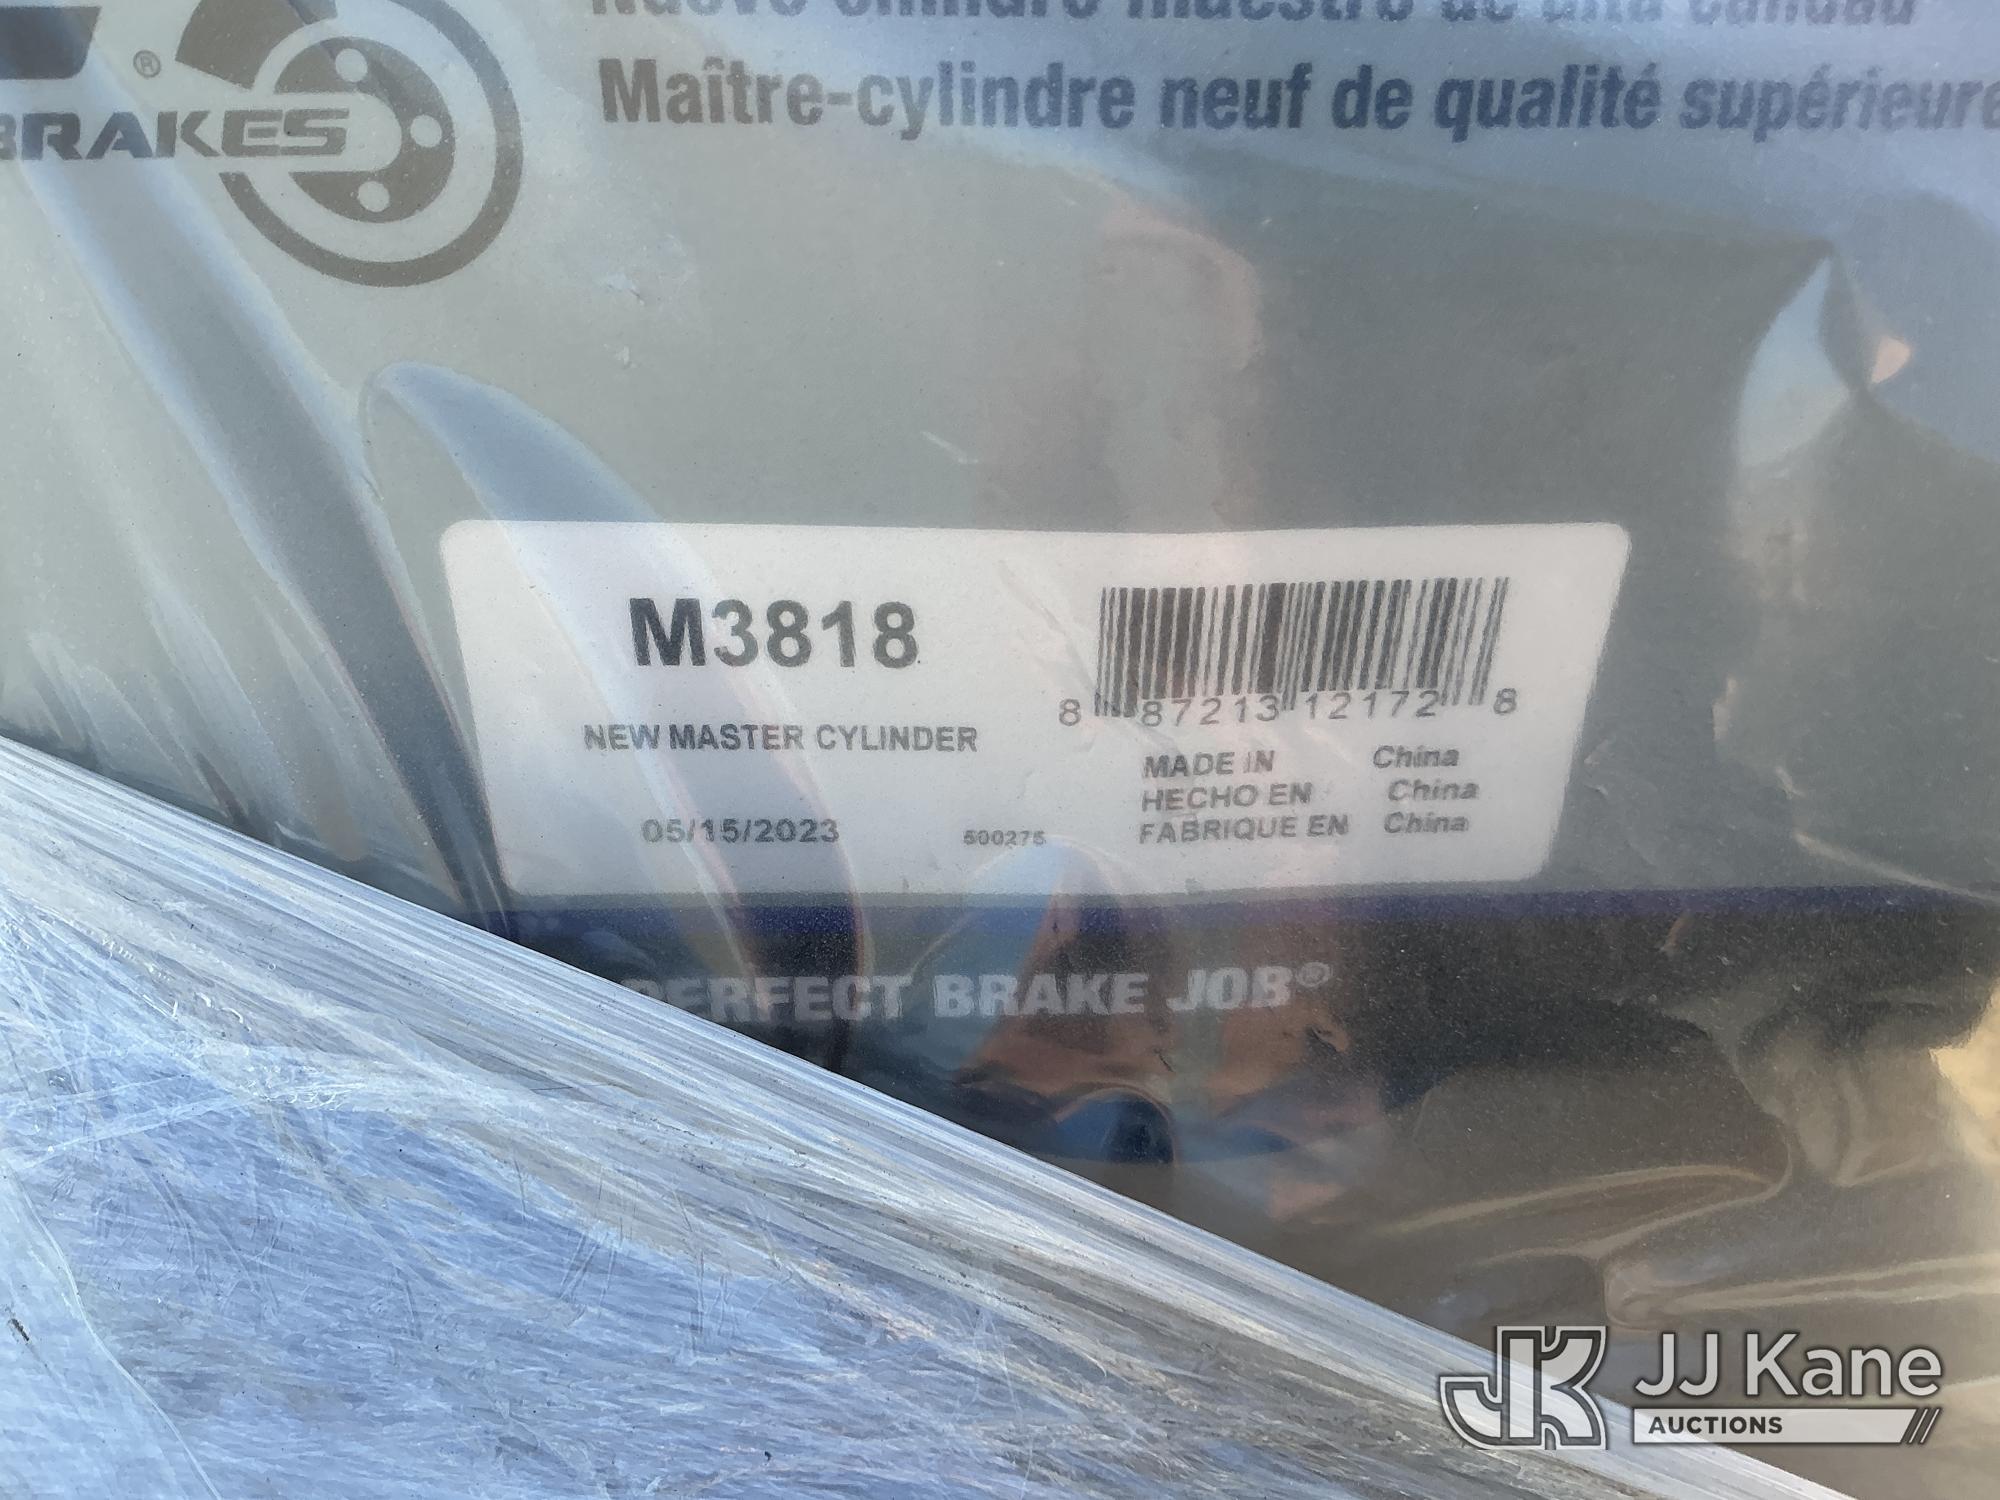 Maître-cylindre neuf de qualité supérieure
®
BRAKES
M3818
8 87213 12172 8
NEW MASTER CYLINDER
MADE IN China
HECHO EN China
FABRIQUE EN China
05/15/2023
500275
PERFECT BRAKE JOB®
JK JJ Kane
AUCTIONS